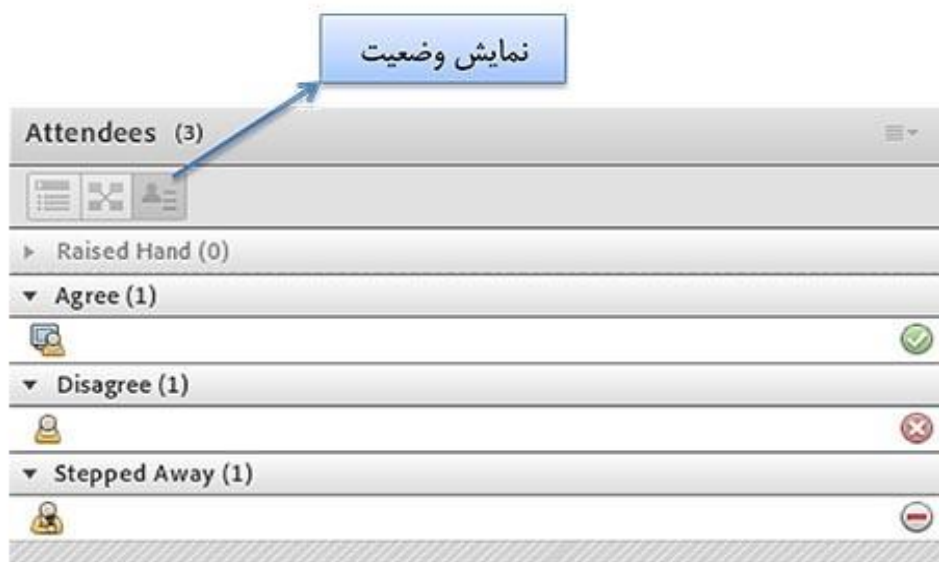 نمایش وضعیت
Attendees (3)
Raised Hand (0)
Agree (1)
Disagree (1)
Stepped Away (1)